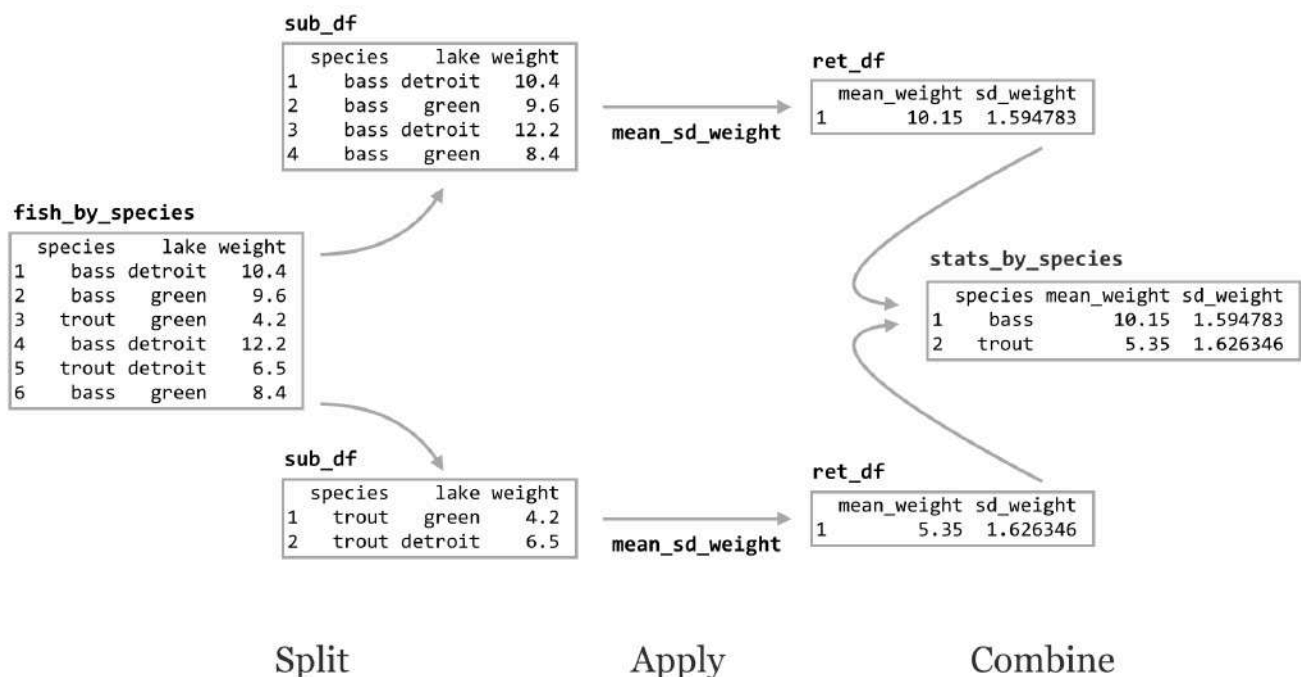 sub_df
species lake weight
1 bass detroit 10.4
2 bass green 9.6
3 bass detroit 12.2
4 bass green 8.4
mean_sd_weight
ret_df
mean_weight sd_weight
1 10.15 1.594783
fish_by_species
species lake weight
1 bass detroit 10.4
2 bass green 9.6
3 trout green 4.2
4 bass detroit 12.2
5 trout detroit 6.5
6 bass green 8.4
stats_by_species
species mean_weight sd_weight
1 bass 10.15 1.594783
2 trout 5.35 1.626346
sub_df
species lake weight
1 trout green 4.2
2 trout detroit 6.5
mean_sd_weight
ret_df
mean_weight sd_weight
1 5.35 1.626346
Split Apply Combine